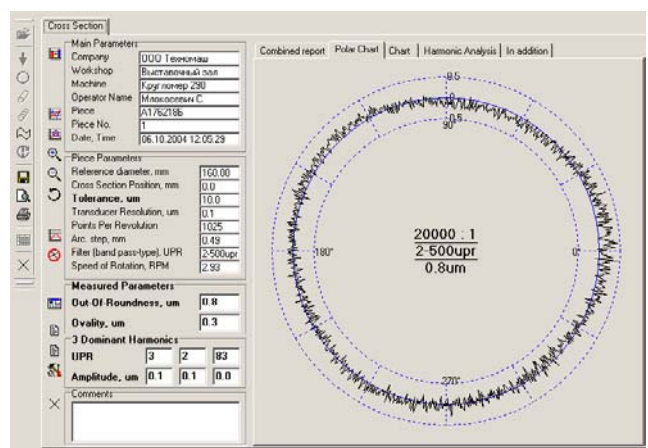 Cross Section
Main Parameters
Company ООО Техномаш
Workshop Выставочный зал
Machine Кругломер 290
Operator Name Млокосевич С.
Piece А1762186
Piece No. 1
Date, Time 06.10.2004 12:05:29
Piece Parameters
Reference diameter, mm 160.00
Cross Section Position, mm 0.0
Tolerance, um 10.0
Transducer Resolution, um 0.1
Points Per Revolution 1025
Arc. step, mm 0.49
Filter (band pass-type), UPR 2-500upr
Speed of Rotation, RPM 2.93
Measured Parameters
Out-Of-Roundness, um 0.8
Ovality, um 0.3
3 Dominant Harmonics
UPR 3 2 83
Amplitude, um 0.1 0.1 0.0
Comments
Combined report Polar Chart Chart Harmonic Analysis In addition
0.5
0
0.5
90°
180°
20000 : 1
2-500upr
0.8um
0°
270°